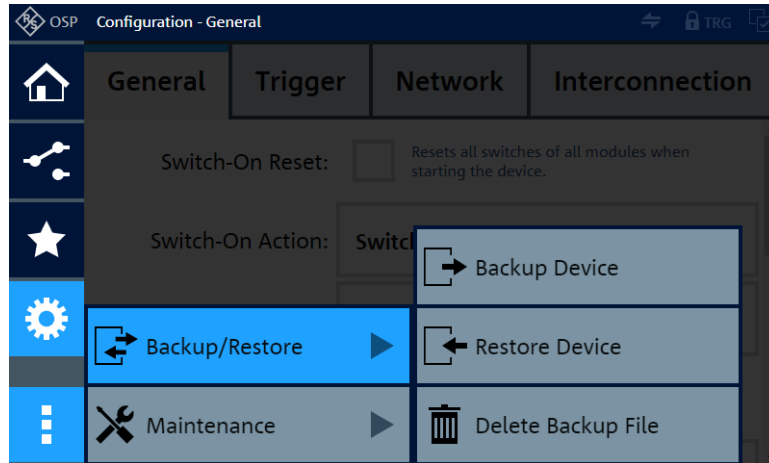 R&S OSP Configuration - General TRG
General Trigger Network Interconnection
Switch-On Reset: Resets all switches of all modules when
starting the device.
Switch-On Action: Switc
Backup Device
Backup/Restore Restore Device
Maintenance Delete Backup File